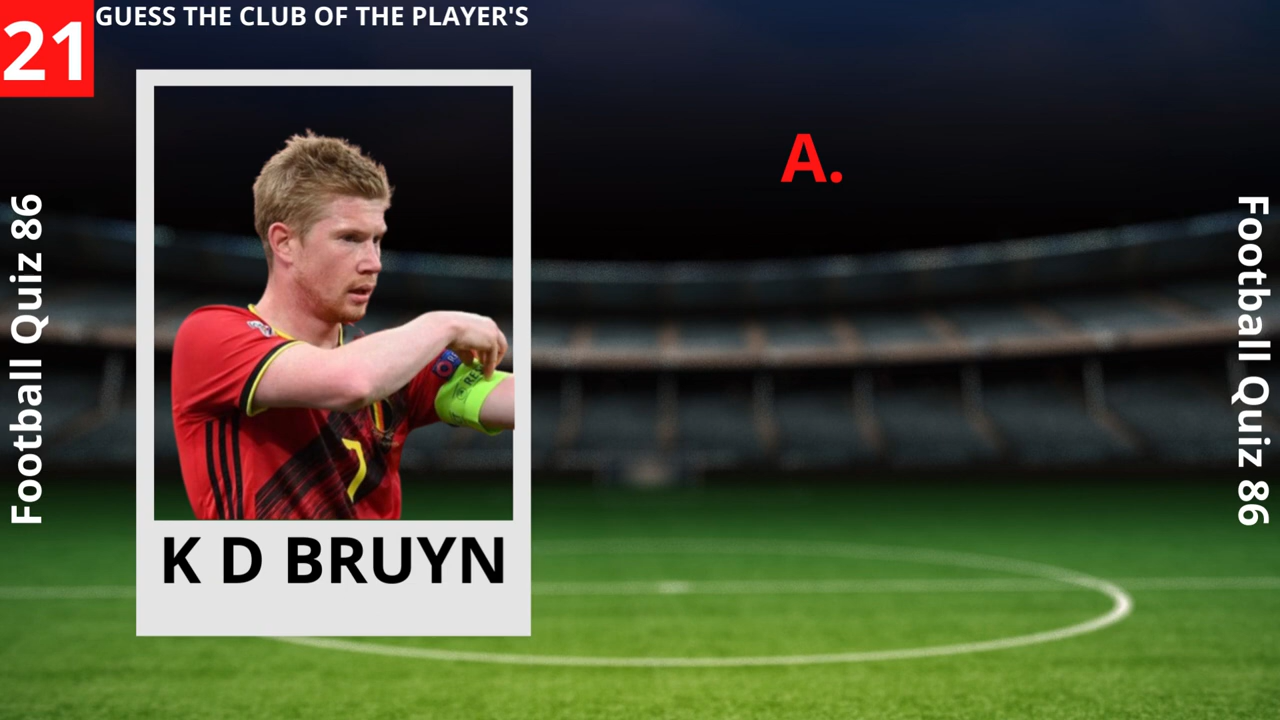 GUESS THE CLUB OF THE PLAYER'S
21
A.
Football Quiz 86
Football Quiz 86
7
K D BRUYN